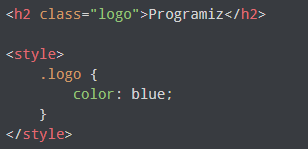 <h2 class="logo">Programiz</h2>
<style>
    .logo {
        color: blue;
    }
</style>